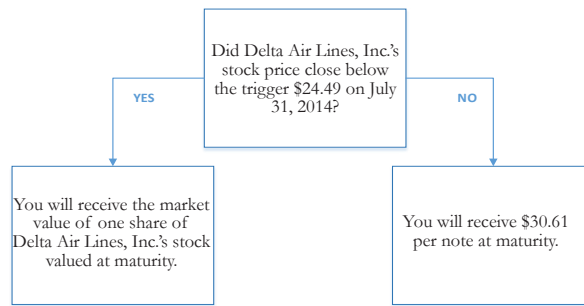 Did Delta Air Lines, Inc.'s
stock price close below
the trigger $24.49 on July
31, 2014?
YES
NO
You will receive the market
value of one share of
Delta Air Lines, Inc.'s stock
valued at maturity.
You will receive $30.61
per note at maturity.